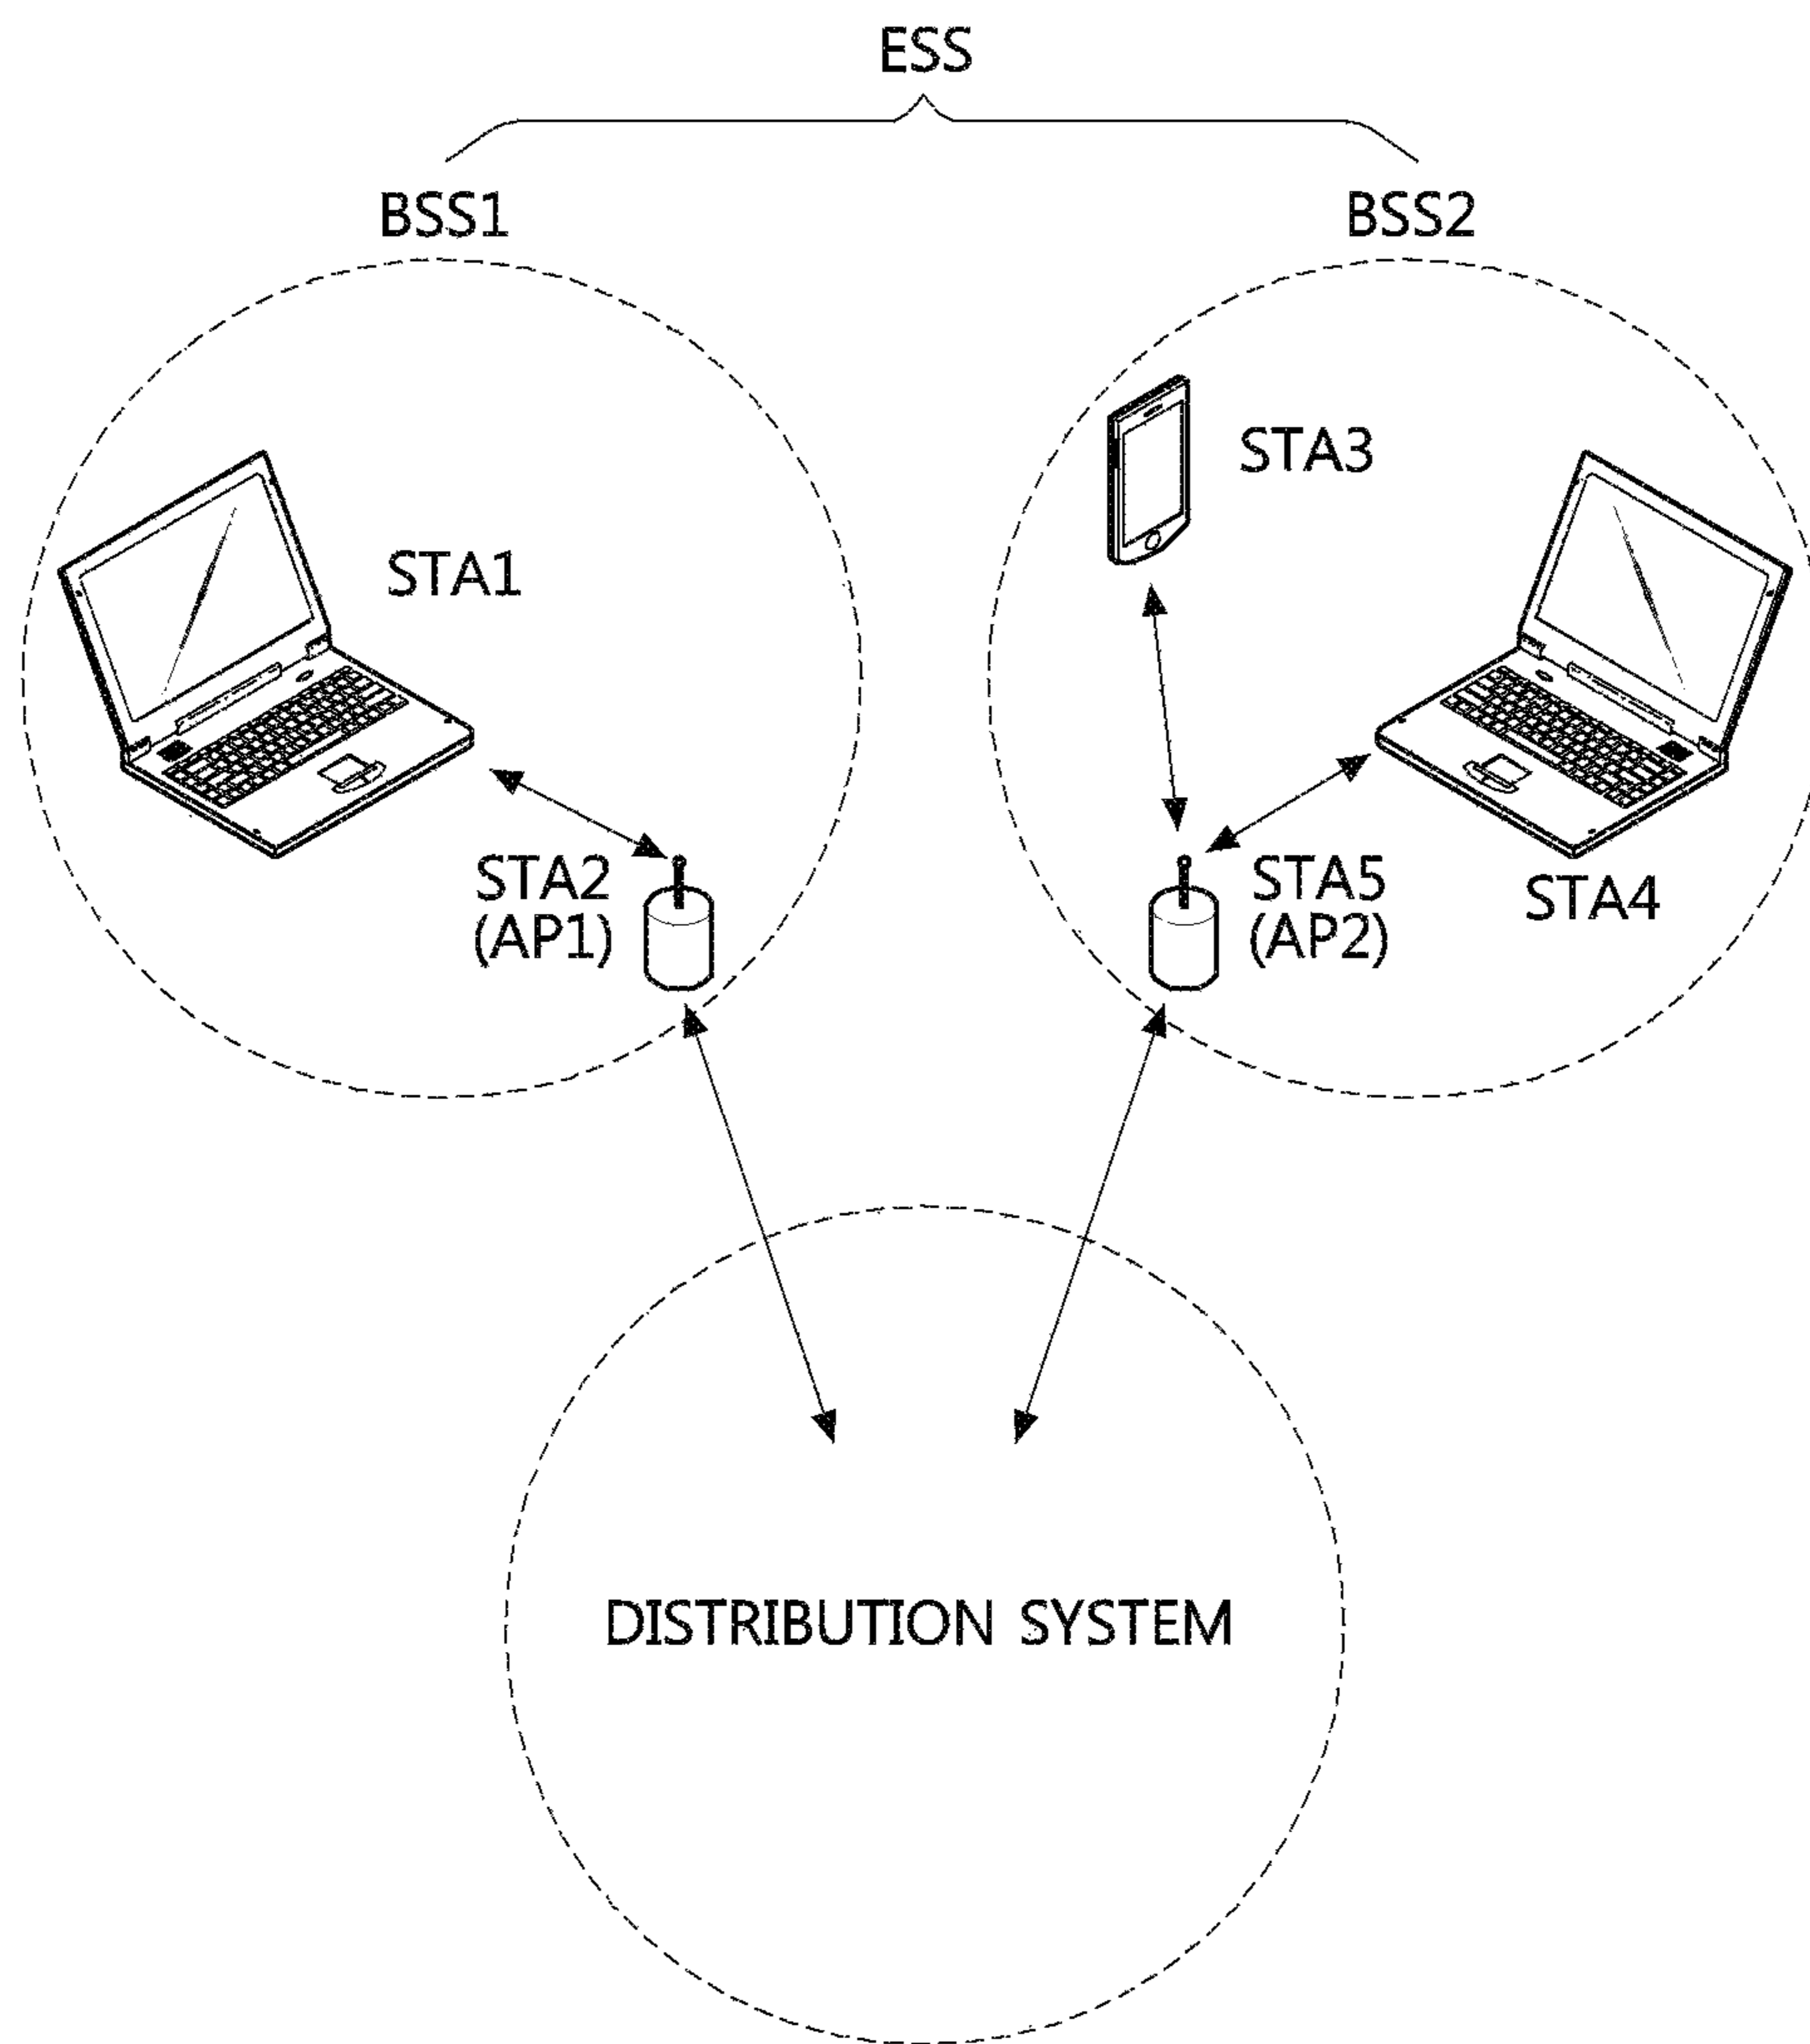 ESS
BSS1
BSS2
STA3
STA1
STA2
(AP1)
STA5
(AP2)
STA4
DISTRIBUTION SYSTEM